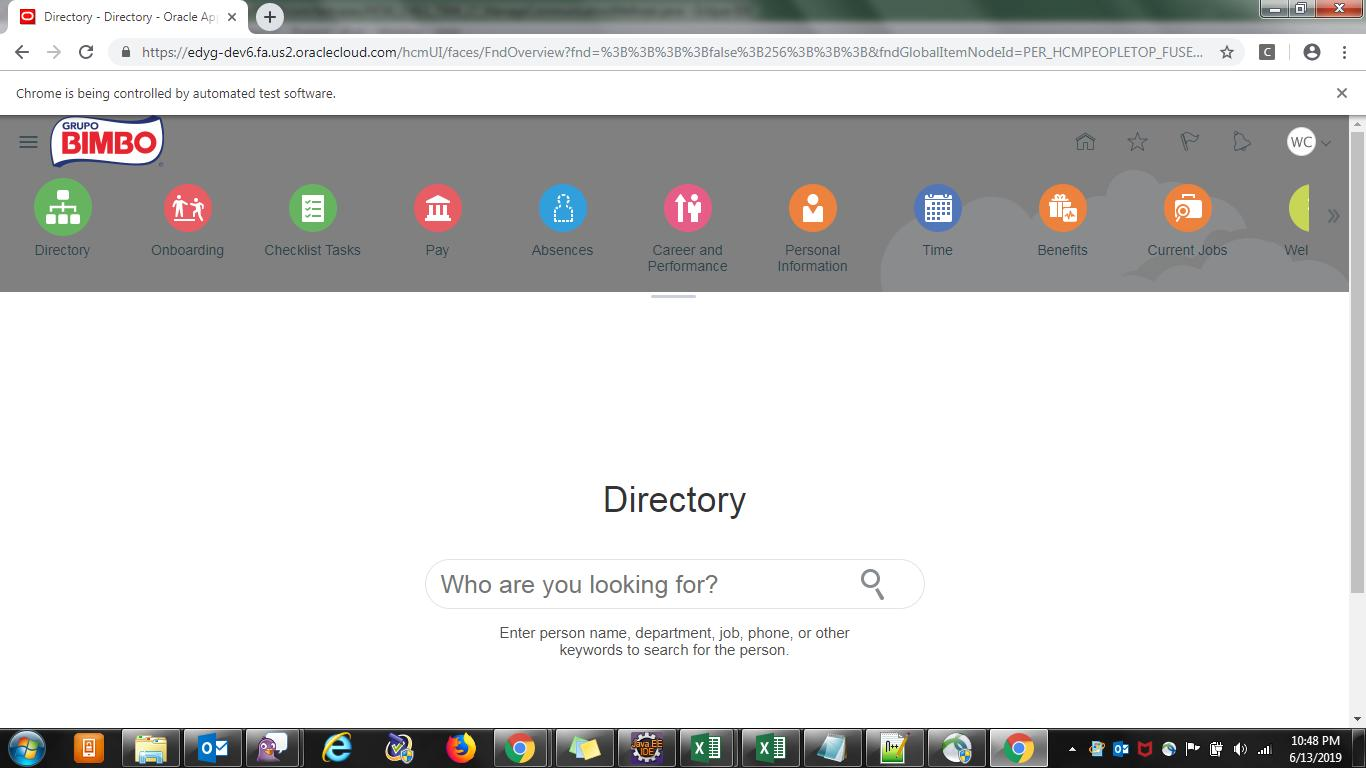 Directory - Directory - Oracle Ap
https://edyg-dev6.fa.us2.oraclecloud.com/hcmUI/faces/FndOverview?fnd=%3B%3B%3B%3Bfalse%3B256%3B%3B%3B&fndGlobalItemNodeId=PER_HCMPEOPLETOP_FUSE...
C
Chrome is being controlled by automated test software.
GRUPO
BIMBO
WC
Directory
Onboarding
Checklist Tasks
Pay
Absences
Career and
Performance
Personal
Information
Time
Benefits
Current Jobs
Wel
Directory
Who are you looking for?
Enter person name, department, job, phone, or other
keywords to search for the person.
Java EE
IDE
10:48 PM
6/13/2019